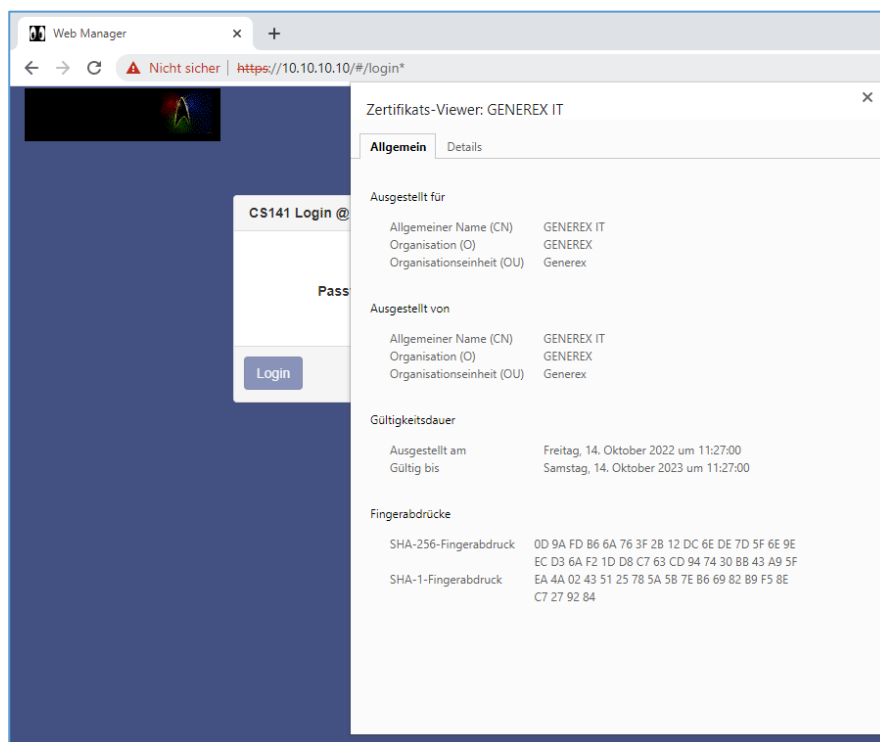 Web Manager
Nicht sicher | https://10.10.10.10/#/login*
Zertifikats-Viewer: GENEREX IT
Allgemein Details
Ausgestellt für
Allgemeiner Name (CN) GENEREX IT
Organisation (O) GENEREX
Organisationseinheit (OU) Generex
CS141 Login @
Pass
Login
Ausgestellt von
Allgemeiner Name (CN) GENEREX IT
Organisation (O) GENEREX
Organisationseinheit (OU) Generex
Gültigkeitsdauer
Ausgestellt am Freitag, 14. Oktober 2022 um 11:27:00
Gültig bis Samstag, 14. Oktober 2023 um 11:27:00
Fingerabdrücke
SHA-256-Fingerabdruck 0D 9A FD B6 6A 76 3F 2B 12 DC 6E DE 7D 5F 6E 9E
EC D3 6A F2 1D D8 C7 63 CD 94 74 30 BB 43 A9 5F
SHA-1-Fingerabdruck EA 4A 02 43 51 25 78 5A 5B 7E B6 69 82 B9 F5 8E
C7 27 92 84